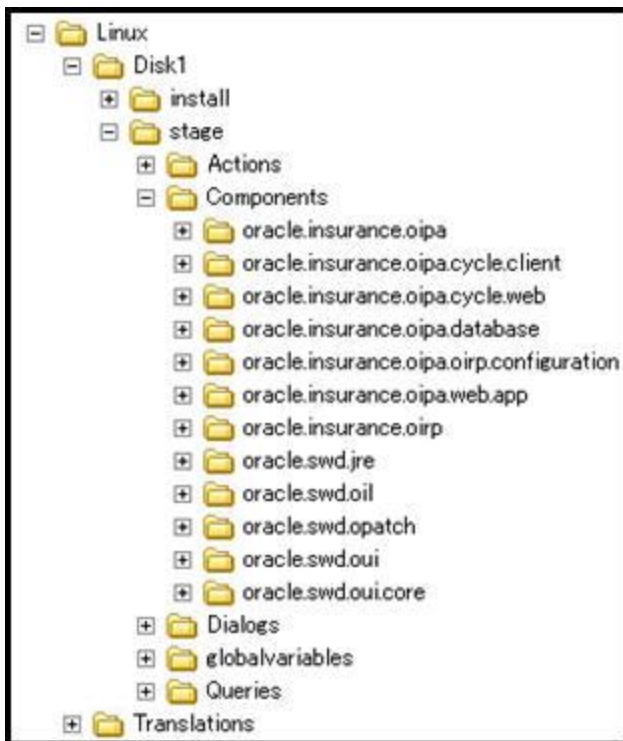 Linux
Disk1
install
stage
Actions
Components
oracle.insurance.oipa
oracle.insurance.oipa.cycle.client
oracle.insurance.oipa.cycle.web
oracle.insurance.oipa.database
oracle.insurance.oipa.oirp.configuration
oracle.insurance.oipa.web.app
oracle.insurance.oirp
oracle.swd.jre
oracle.swd.oil
oracle.swd.opatch
oracle.swd.oui
oracle.swd.oui.core
Dialogs
globalvariables
Queries
Translations